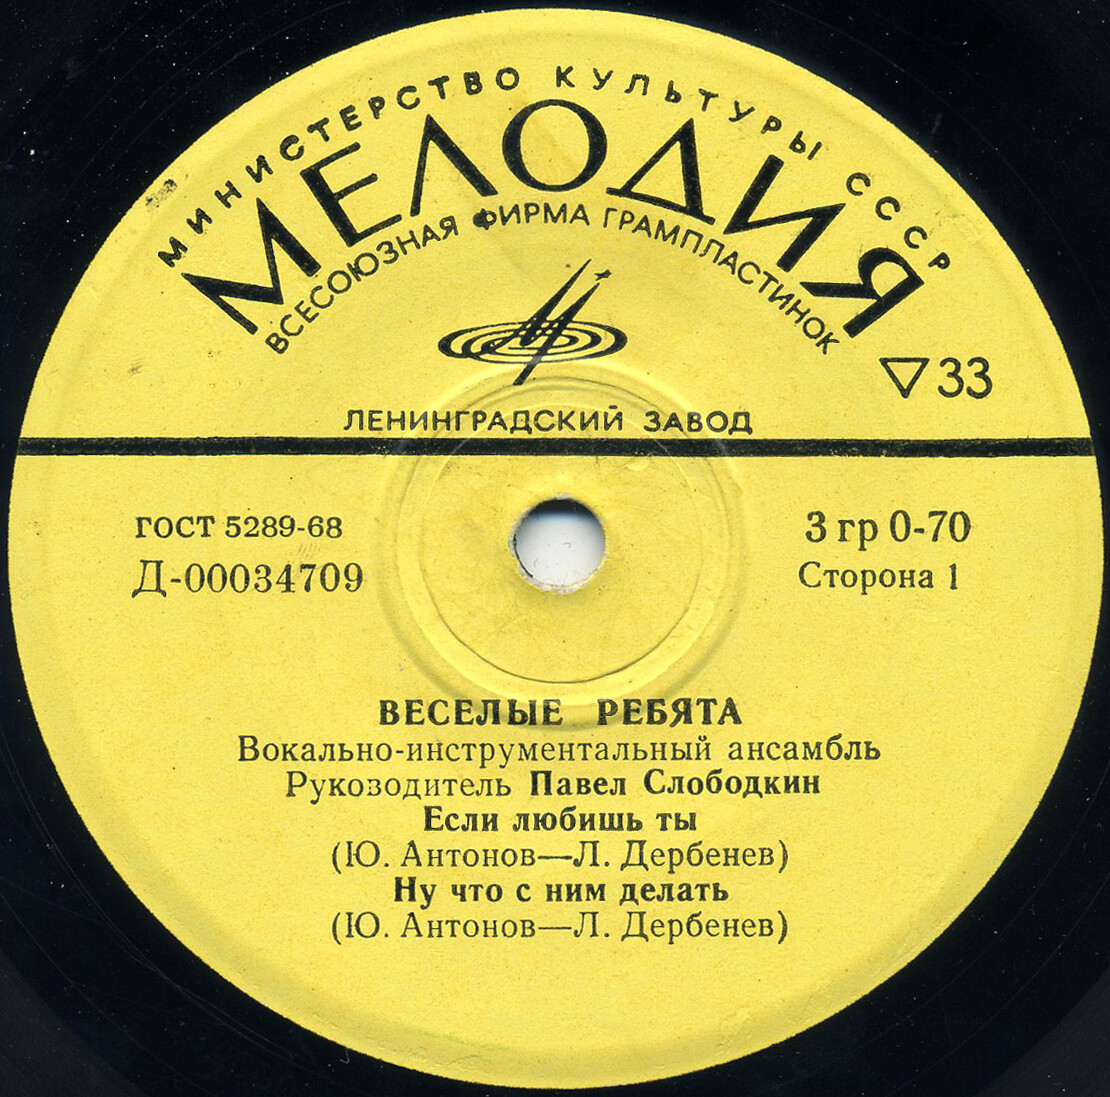 МИНИСТЕРСТВО КУЛЬТУРЫ СССР
МЕЛОДИЯ
ВСЕСОЮЗНАЯ ФИРМА ГРАМПЛАСТИНОК
▽33
ЛЕНИНГРАДСКИЙ ЗАВОД
ГОСТ 5289-68
3 гр 0-70
Д-00034709
Сторона 1
ВЕСЕЛЫЕ РЕБЯТА
Вокально-инструментальный ансамбль
Руководитель Павел Слободкин
Если любишь ты
(Ю. Антонов—Л. Дербенев)
Ну что с ним делать
(Ю. Антонов—Л. Дербенев)